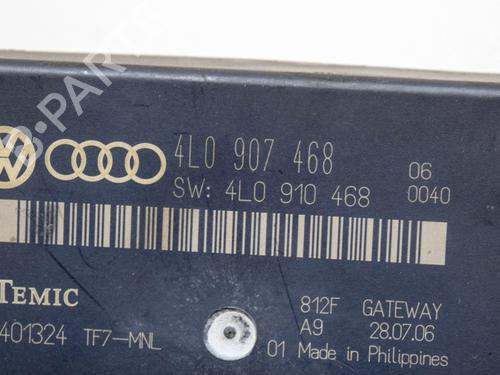 4L0 907 468 06
SW: 4L0 910 468 0040
TEMIC
401324 TF7-MNL
812F GATEWAY
A9 28.07.06
01 Made in Philippines